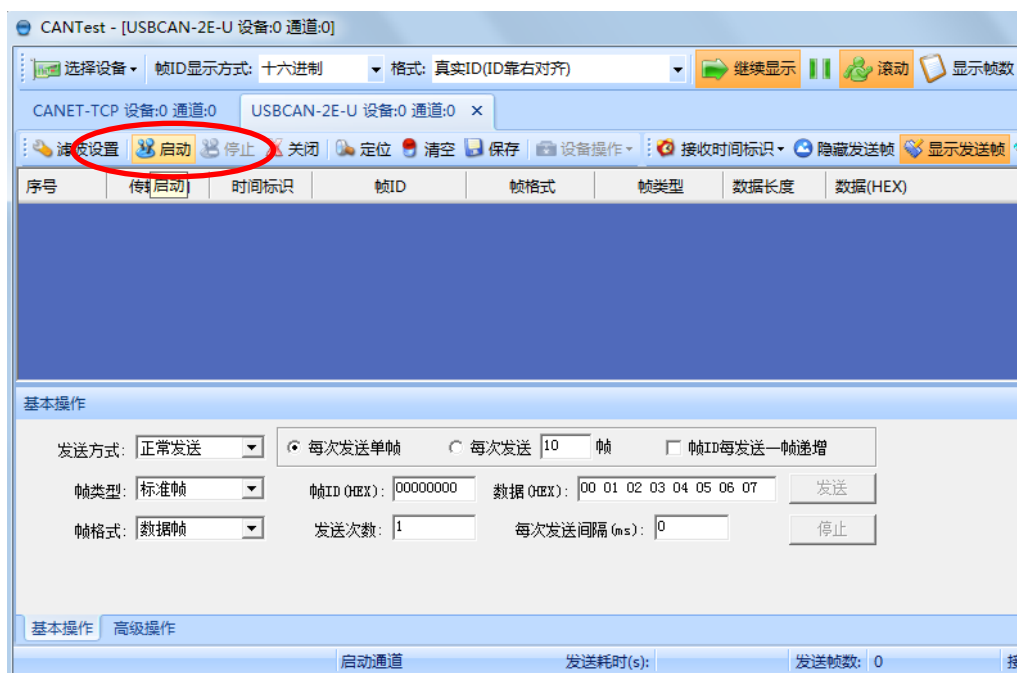 CANTest - [USBCAN-2E-U 设备:0 通道:0]
选择设备 帧ID显示方式: 十六进制 格式: 真实ID(ID靠右对齐) 继续显示 滚动 显示帧数
CANET-TCP 设备:0 通道:0 USBCAN-2E-U 设备:0 通道:0 ×
滤波设置 启动 停止 关闭 定位 清空 保存 设备操作 接收时间标识 隐藏发送帧 显示发送帧
序号 传 启动 时间标识 帧ID 帧格式 帧类型 数据长度 数据(HEX)
基本操作
发送方式: 正常发送 每次发送单帧 每次发送 10 帧 帧ID每发送一帧递增
帧类型: 标准帧 帧ID(HEX): 00000000 数据(HEX): 00 01 02 03 04 05 06 07 发送
帧格式: 数据帧 发送次数: 1 每次发送间隔(ms): 0 停止
基本操作 高级操作
启动通道 发送耗时(s): 发送帧数: 0